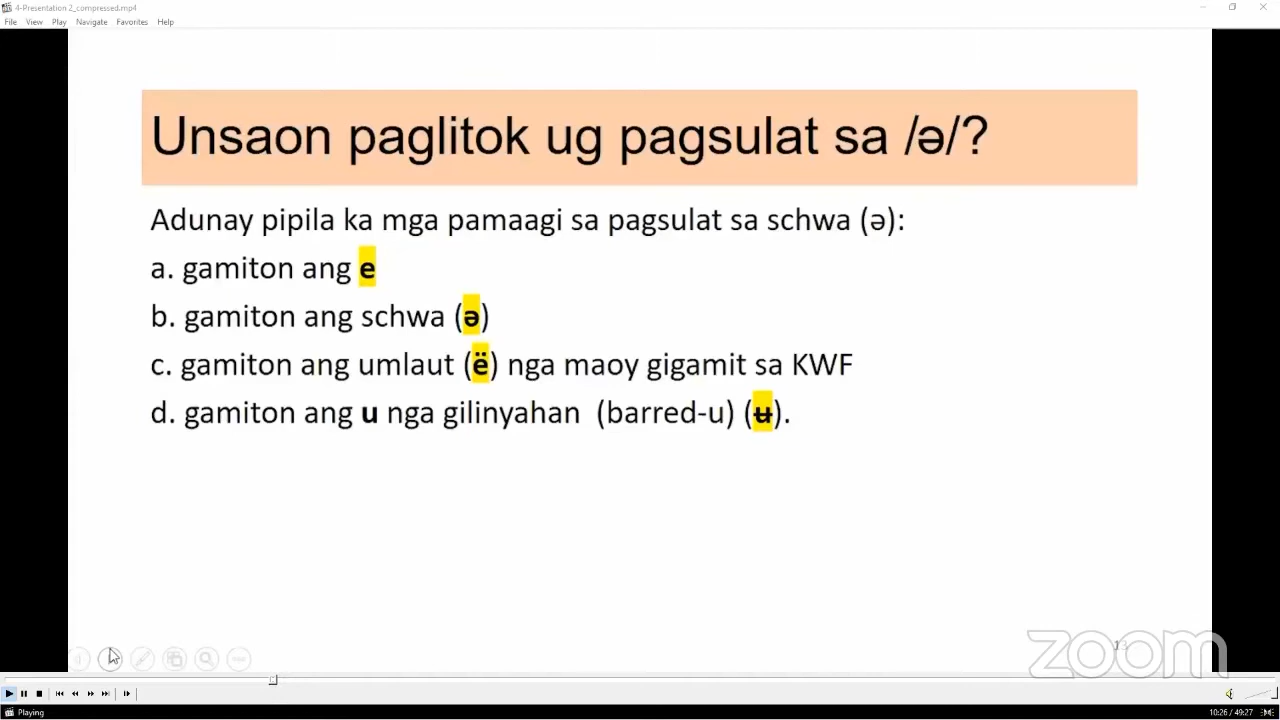 4-Presentation 2_compressed.mp4
File View Play Navigate Favorites Help
Unsaon paglitok ug pagsulat sa /ə/?
Adunay pipila ka mga pamaagi sa pagsulat sa schwa (ə):
a. gamiton ang e
b. gamiton ang schwa (ə)
c. gamiton ang umlaut (ë) nga maoy gigamit sa KWF
d. gamiton ang u nga gilinyahan (barred-u) (ʉ).
13
zoom
Playing
10:26 / 49:27